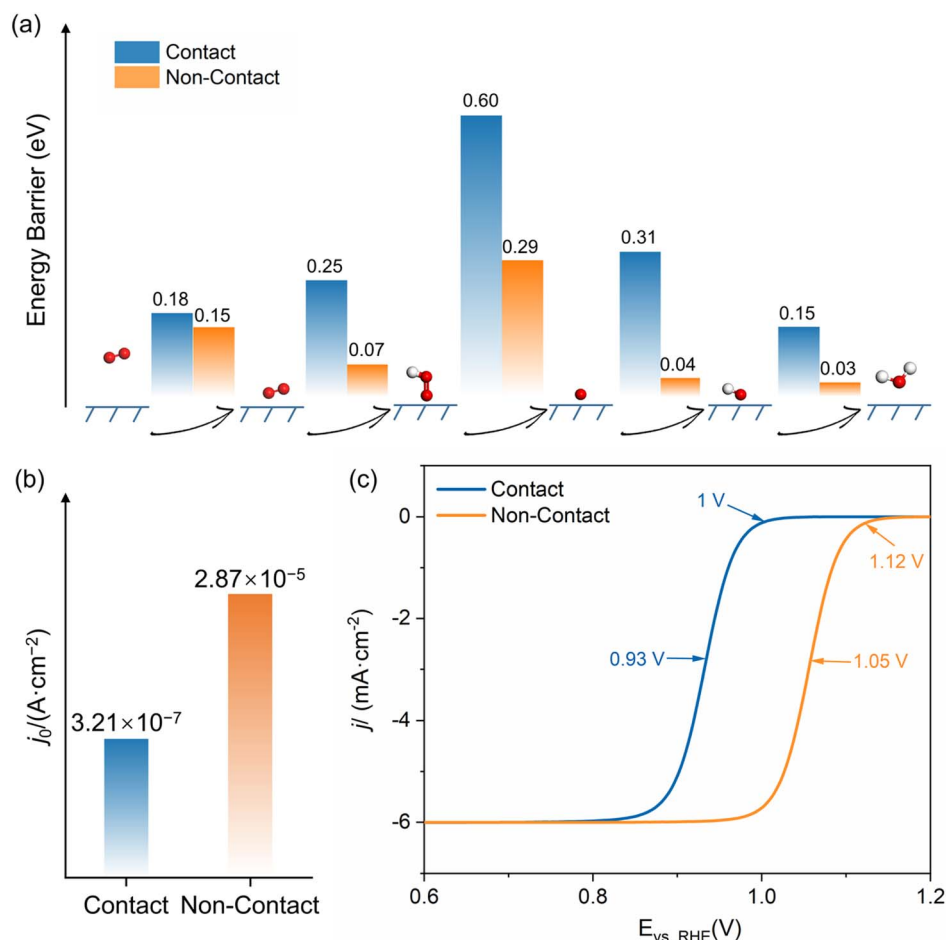 (a)
Energy Barrier (eV)
Contact
Non-Contact
0.18
0.15
0.25
0.07
0.60
0.29
0.31
0.04
0.15
0.03
(b)
j₀/(A·cm−2)
3.21×10⁻⁷
2.87×10⁻⁵
Contact Non-Contact
(c)
j/ (mA·cm⁻²)
Contact
Non-Contact
1 V
1.12 V
0.93 V
1.05 V
0
-2
-4
-6
0.6 0.8 1.0 1.2
E_vs. RHE(V)